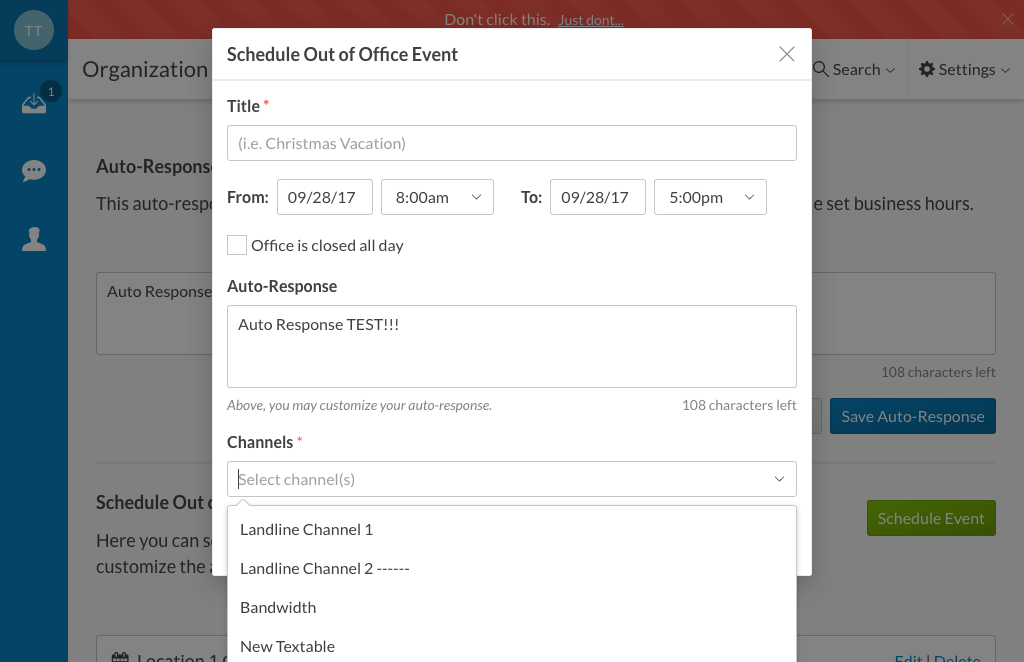 TT
Don't click this. Just dont...
1
Organization
Search
Settings
Schedule Out of Office Event
Title *
(i.e. Christmas Vacation)
From: 09/28/17 8:00am To: 09/28/17 5:00pm
Office is closed all day
Auto-Response
Auto Response TEST!!!
Above, you may customize your auto-response. 108 characters left
Channels *
Select channel(s)
Landline Channel 1
Landline Channel 2 ------
Bandwidth
New Textable
Auto-Respons
This auto-resp
e set business hours.
Auto Response
108 characters left
Save Auto-Response
Schedule Out o
Schedule Event
Here you can s
customize the a
Location 1
Edit | Delete